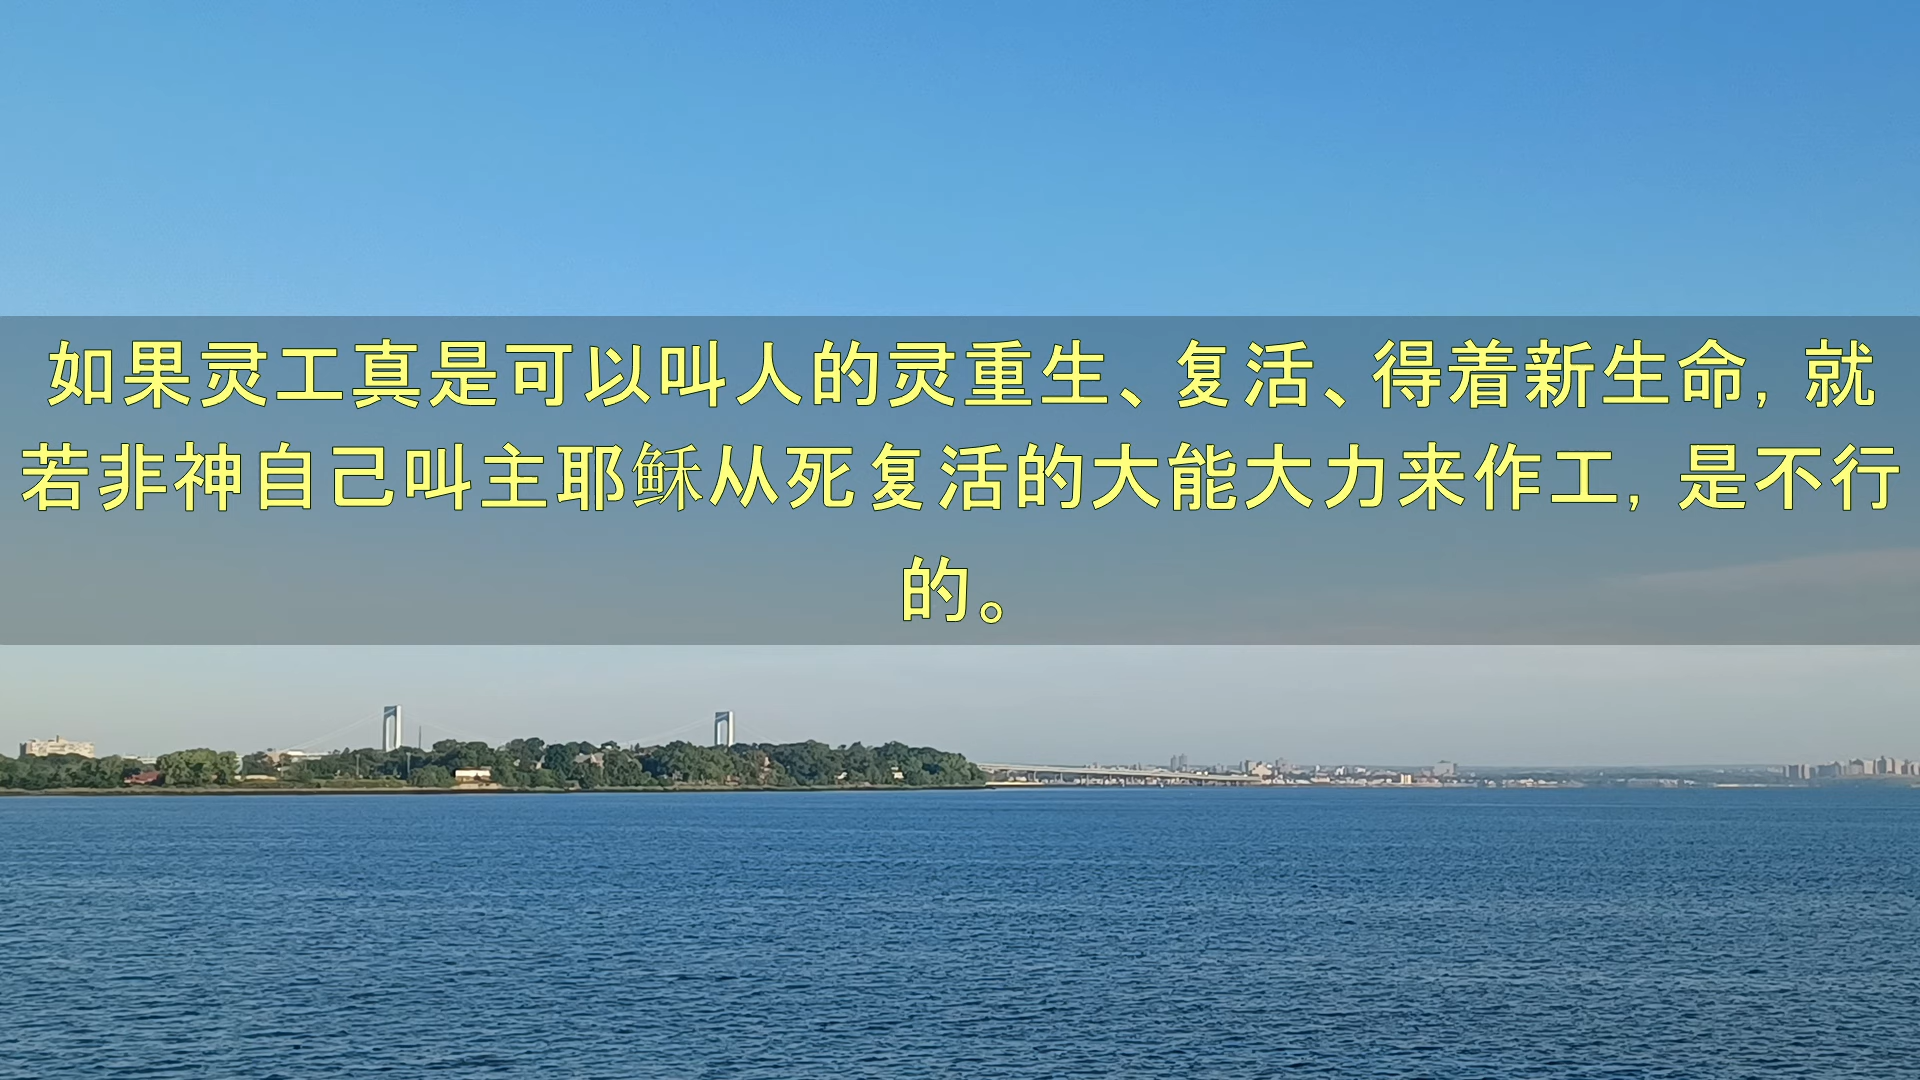 如果灵工真是可以叫人的灵重生、复活、得着新生命，就
若非神自己叫主耶稣从死复活的大能大力来作工，是不行
的。